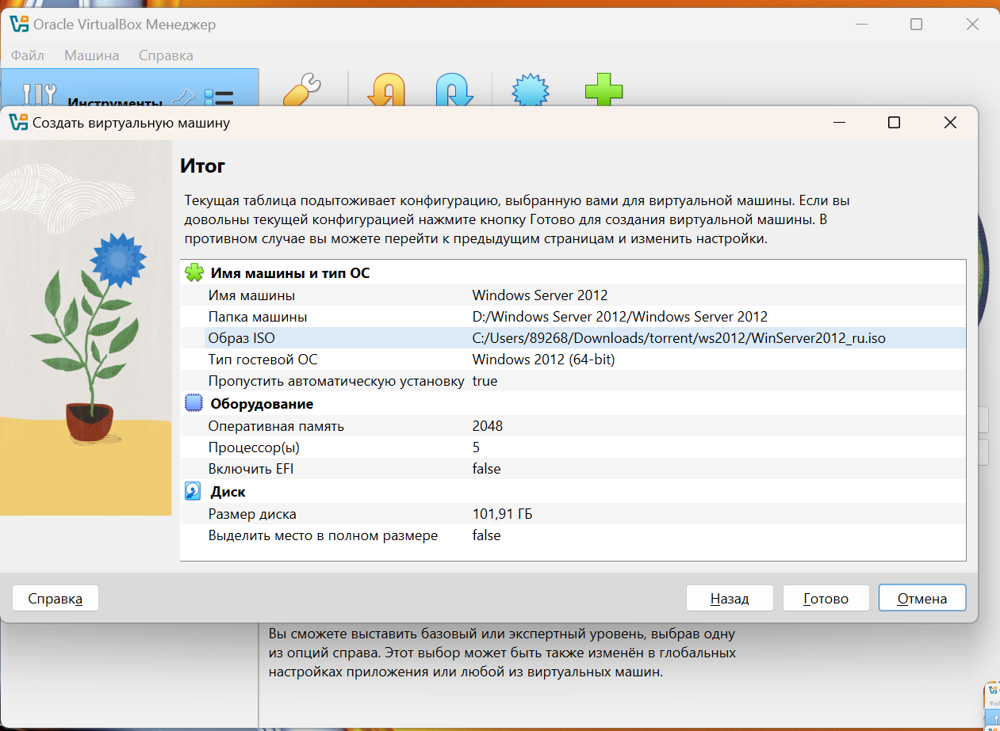 Oracle VirtualBox Менеджер
Файл Машина Справка
Инструменты
Создать виртуальную машину
Итог
Текущая таблица подытоживает конфигурацию, выбранную вами для виртуальной машины. Если вы
довольны текущей конфигурацией нажмите кнопку Готово для создания виртуальной машины. В
противном случае вы можете перейти к предыдущим страницам и изменить настройки.
Имя машины и тип ОС
Имя машины Windows Server 2012
Папка машины D:/Windows Server 2012/Windows Server 2012
Образ ISO C:/Users/89268/Downloads/torrent/ws2012/WinServer2012_ru.iso
Тип гостевой ОС Windows 2012 (64-bit)
Пропустить автоматическую установку true
Оборудование
Оперативная память 2048
Процессор(ы) 5
Включить EFI false
Диск
Размер диска 101,91 ГБ
Выделить место в полном размере false
Справка Назад Готово Отмена
Вы сможете выставить базовый или экспертный уровень, выбрав одну
из опций справа. Этот выбор может быть также изменён в глобальных
настройках приложения или любой из виртуальных машин.